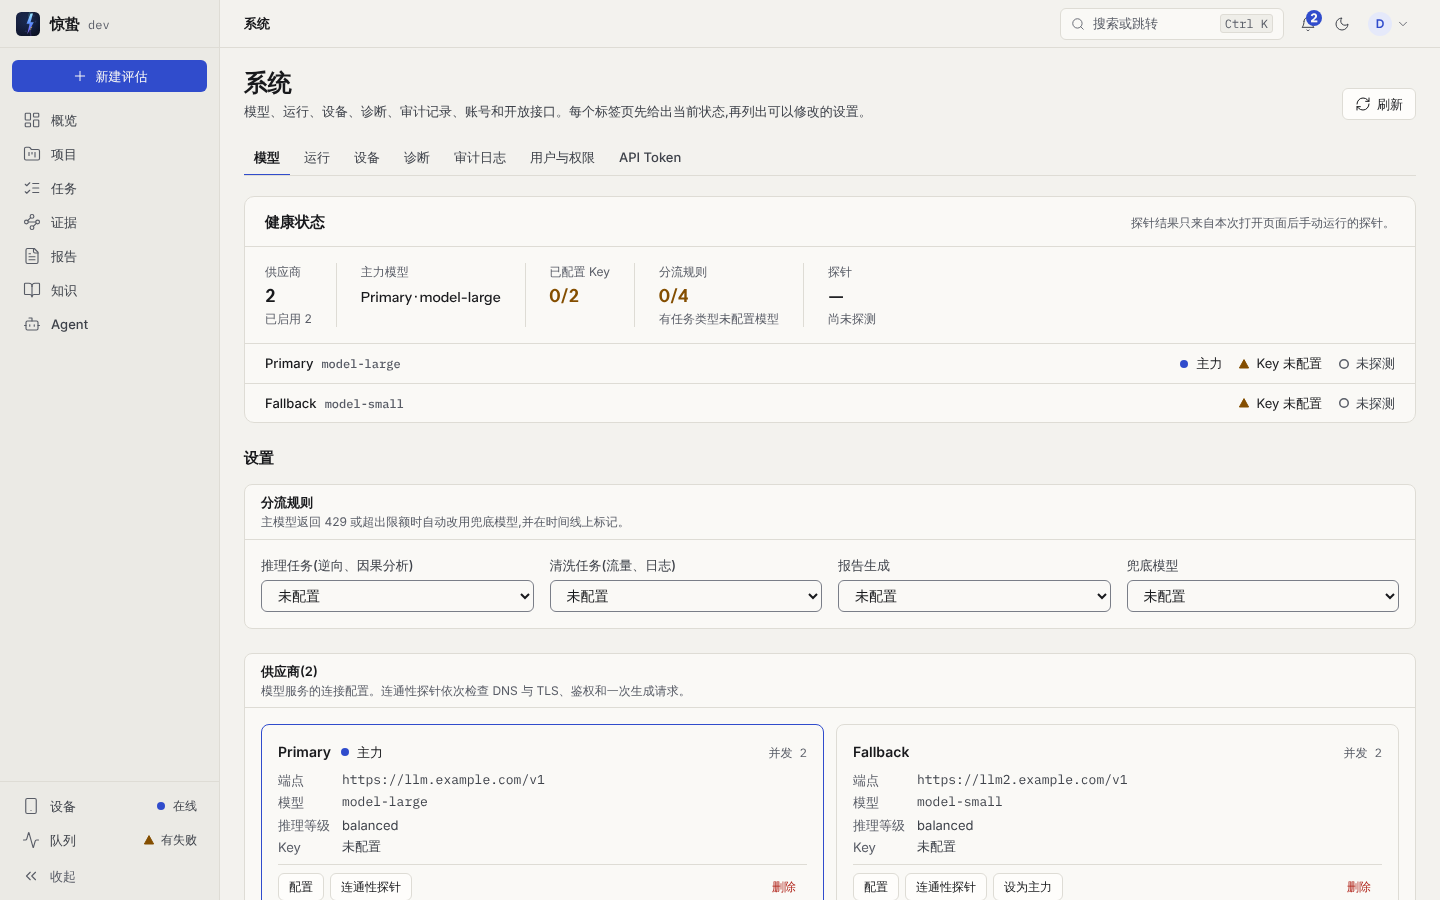 惊蛰 dev
系统
搜索或跳转 Ctrl K
2
D
新建评估
概览
项目
任务
证据
报告
知识
Agent
设备 在线
队列 有失败
收起
系统
模型、运行、设备、诊断、审计记录、账号和开放接口。每个标签页先给出当前状态,再列出可以修改的设置。
刷新
模型 运行 设备 诊断 审计日志 用户与权限 API Token
健康状态
探针结果只来自本次打开页面后手动运行的探针。
供应商
2
已启用 2
主力模型
Primary · model-large
已配置 Key
0/2
分流规则
0/4
有任务类型未配置模型
探针
—
尚未探测
Primary model-large 主力 Key 未配置 未探测
Fallback model-small Key 未配置 未探测
设置
分流规则
主模型返回 429 或超出限额时自动改用兜底模型,并在时间线上标记。
推理任务(逆向、因果分析) 清洗任务(流量、日志) 报告生成 兜底模型
未配置 未配置 未配置 未配置
供应商(2)
模型服务的连接配置。连通性探针依次检查 DNS 与 TLS、鉴权和一次生成请求。
Primary 主力 并发 2
端点 https://llm.example.com/v1
模型 model-large
推理等级 balanced
Key 未配置
配置 连通性探针 删除
Fallback 并发 2
端点 https://llm2.example.com/v1
模型 model-small
推理等级 balanced
Key 未配置
配置 连通性探针 设为主力 删除